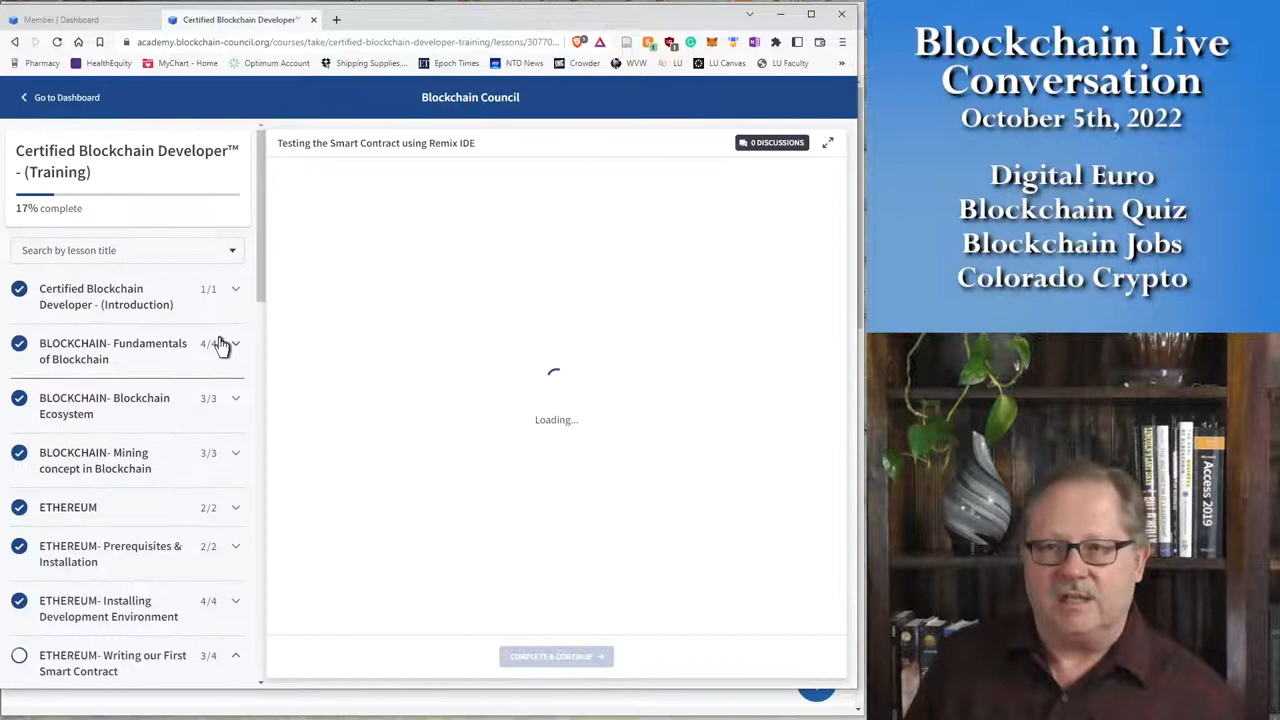 Member | Dashboard
Certified Blockchain Developer™
academy.blockchain-council.org/courses/take/certified-blockchain-developer-training/lessons/30770...
Pharmacy
HealthEquity
MyChart - Home
Optimum Account
Shipping Supplies,...
Epoch Times
NTD News
Crowder
WVW
LU
LU Canvas
LU Faculty
Go to Dashboard
Blockchain Council
Certifed Blockchain Developer™
- (Training)
17% complete
Search by lesson title
Certified Blockchain
Developer - (Introduction)
1/1
BLOCKCHAIN- Fundamentals
of Blockchain
BLOCKCHAIN- Blockchain
Ecosystem
3/3
BLOCKCHAIN- Mining
concept in Blockchain
3/3
ETHEREUM
2/2
ETHEREUM- Prerequisites &
Installation
2/2
ETHEREUM- Installing
Development Environment
4/4
ETHEREUM- Writing our First
Smart Contract
3/4
Testing the Smart Contract using Remix IDE
0 DISCUSSIONS
Loading...
COMPLETE & CONTINUE →
Blockchain Live
Conversation
October 5th, 2022
Digital Euro
Blockchain Quiz
Blockchain Jobs
Colorado Crypto
Access 2019